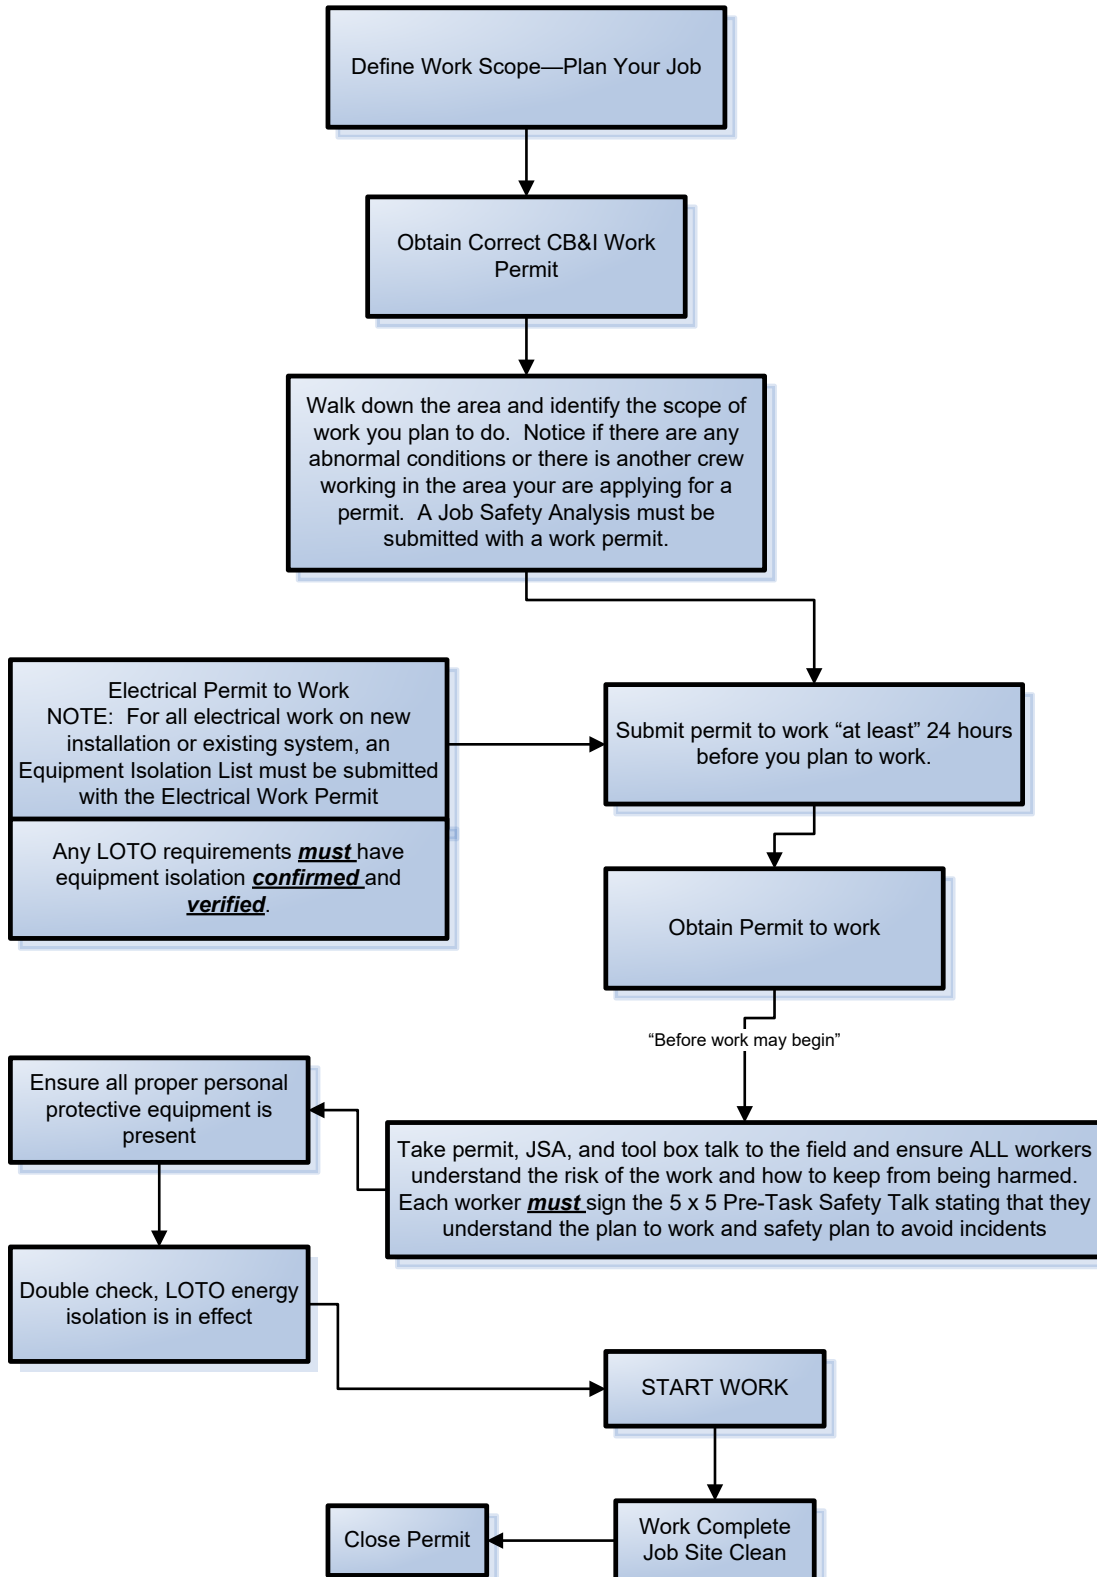 Define Work Scope—Plan Your Job
Obtain Correct CB&I Work
Permit
Walk down the area and identify the scope of
work you plan to do.  Notice if there are any
abnormal conditions or there is another crew
working in the area your are applying for a
permit.  A Job Safety Analysis must be
submitted with a work permit.
Electrical Permit to Work
NOTE:  For all electrical work on new
installation or existing system, an
Equipment Isolation List must be submitted
with the Electrical Work Permit
Any LOTO requirements must have
equipment isolation confirmed and
verified.
Submit permit to work “at least” 24 hours
before you plan to work.
Obtain Permit to work
“Before work may begin”
Take permit, JSA, and tool box talk to the field and ensure ALL workers
understand the risk of the work and how to keep from being harmed.
Each worker must sign the 5 x 5 Pre-Task Safety Talk stating that they
understand the plan to work and safety plan to avoid incidents
Ensure all proper personal
protective equipment is
present
Double check, LOTO energy
isolation is in effect
START WORK
Work Complete
Job Site Clean
Close Permit